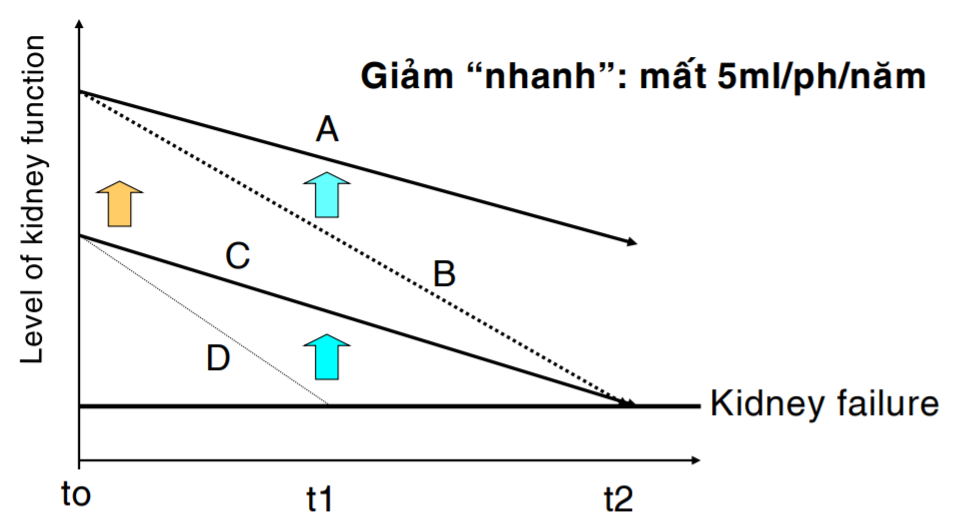 Level of kidney function
Giảm “nhanh”: mất 5ml/ph/năm
A
B
C
D
Kidney failure
to
t1
t2